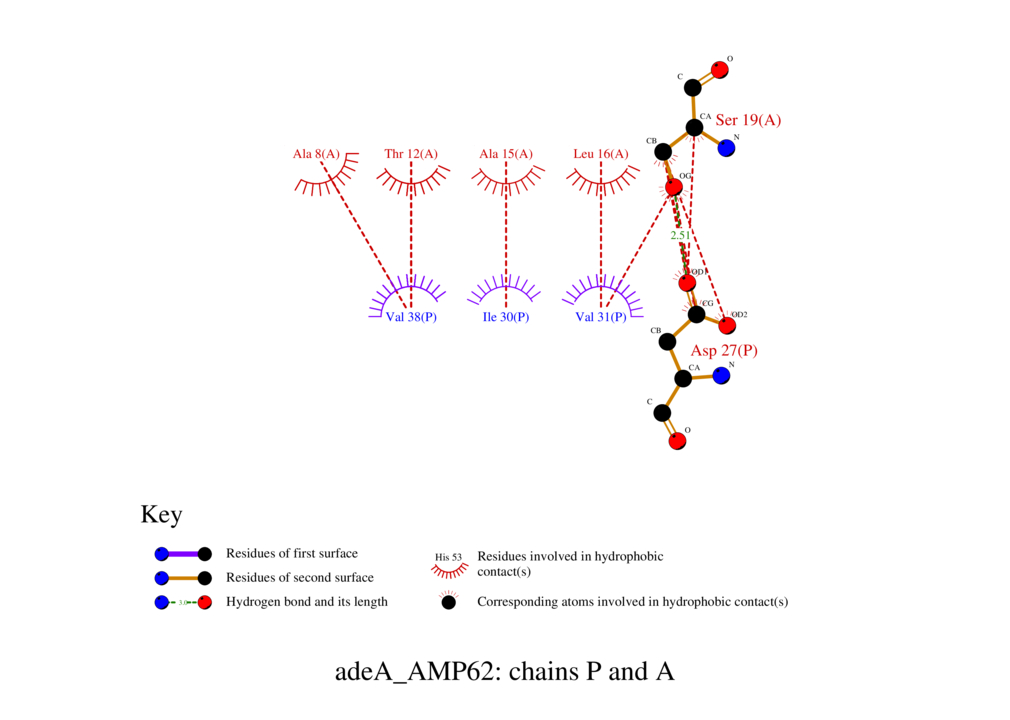 O
C
CA
Ser 19(A)
N
CB
Ala 8(A)
Thr 12(A)
Ala 15(A)
Leu 16(A)
OG
2.51
OD1
CG
OD2
Val 38(P)
Ile 30(P)
Val 31(P)
CB
Asp 27(P)
CA
N
C
O
Key
Residues of first surface
Residues of second surface
3.0
Hydrogen bond and its length
His 53
Residues involved in hydrophobic
contact(s)
Corresponding atoms involved in hydrophobic contact(s)
adeA_AMP62: chains P and A